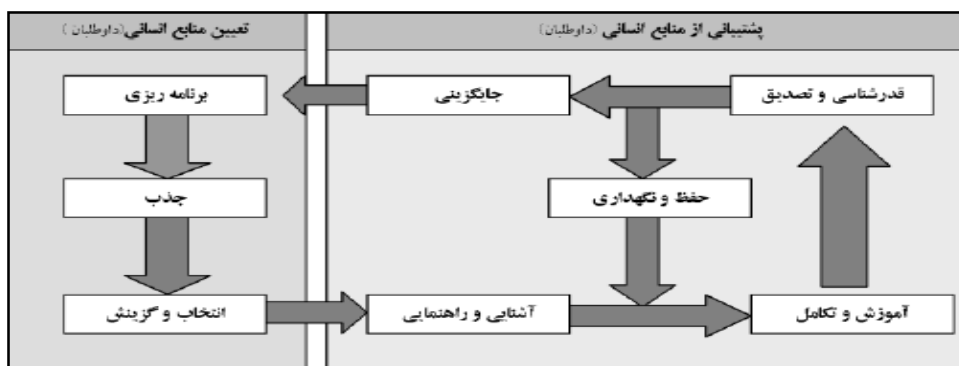 پشتیبانی از منابع انسانی (داوطلبان)
تعیین منابع انسانی (داوطلبان)
قدرشناسی و تصدیق
جایگزینی
برنامه ریزی
حفظ و نگهداری
جذب
آموزش و تکامل
آشنایی و راهنمایی
انتخاب و گزینش